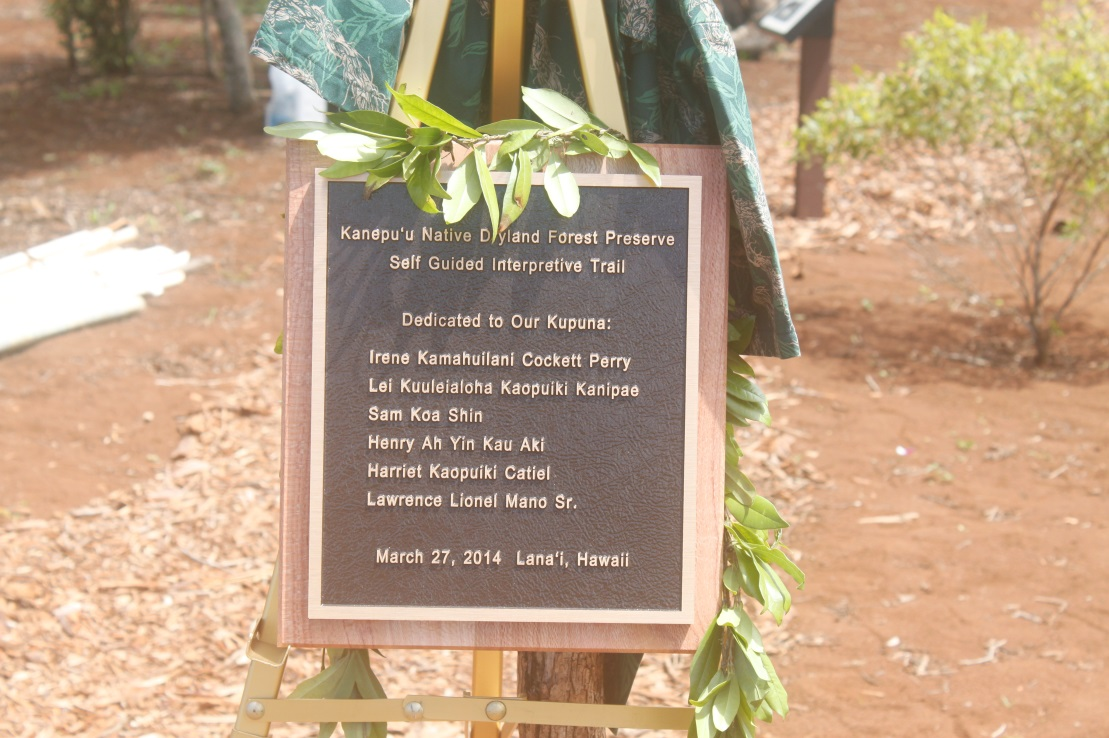 Kanepuʻu Native Dryland Forest Preserve
Self Guided Interpretive Trail
Dedicated to Our Kupuna:
Irene Kamahuilani Cockett Perry
Lei Kuuleialoha Kaopuiki Kanipae
Sam Koa Shin
Henry Ah Yin Kau Aki
Harriet Kaopuiki Catiel
Lawrence Lionel Mano Sr.
March 27, 2014 Lanaʻi, Hawaii